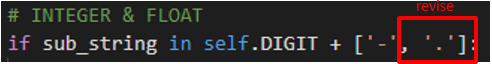 revise
# INTEGER & FLOAT
if sub_string in self.DIGIT + ['-', '.']: